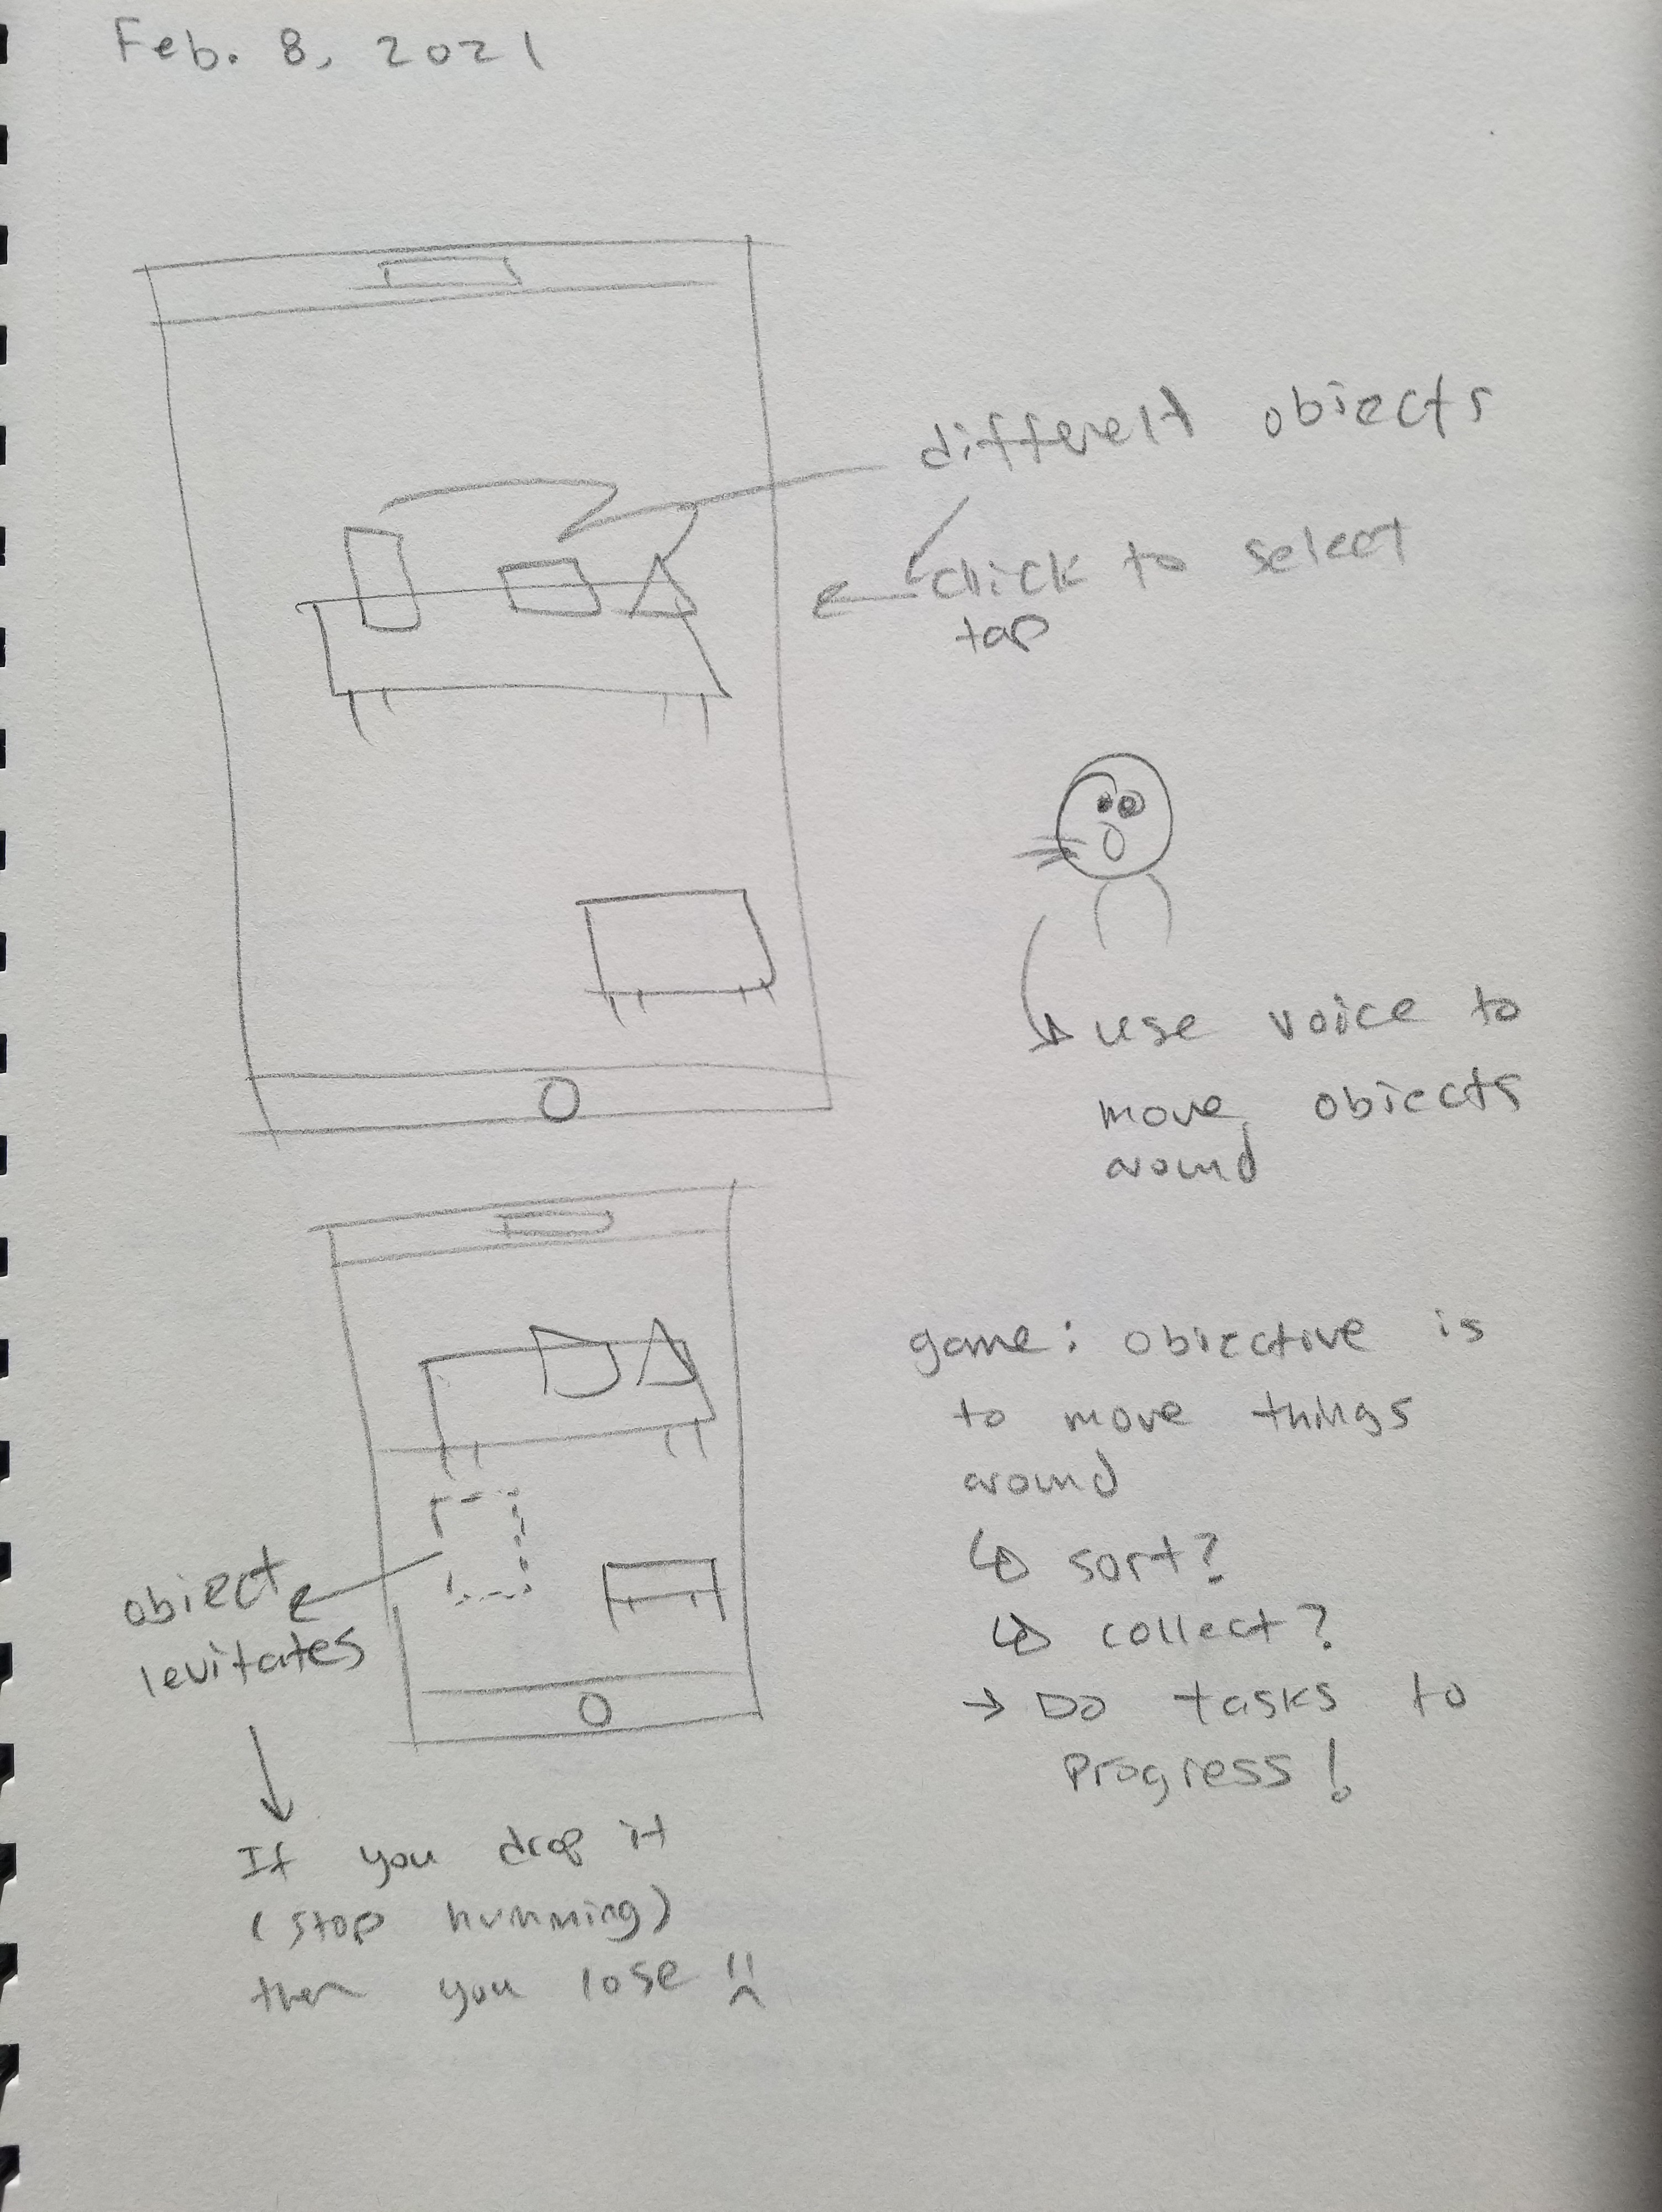 Feb. 8, 2021
different objects
click to select
tap
use voice to
move objects
around
game: objective is
to move things
around
↳ sort?
↳ collect?
→ Do tasks to
progress!
object
levitates
If you drop it
(stop humming)
then you lose